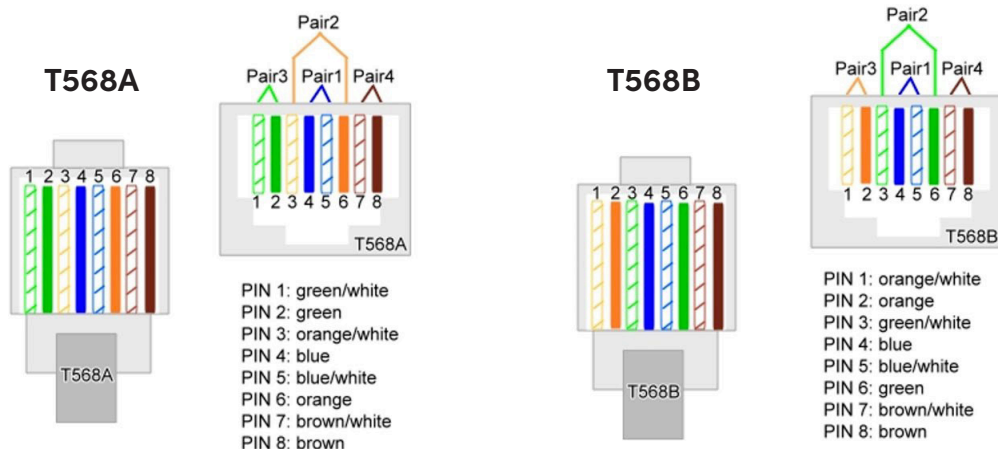 T568A
Pair2
Pair3 Pair1 Pair4
1 2 3 4 5 6 7 8
1 2 3 4 5 6 7 8
T568A
T568A
PIN 1: green/white
PIN 2: green
PIN 3: orange/white
PIN 4: blue
PIN 5: blue/white
PIN 6: orange
PIN 7: brown/white
PIN 8: brown
T568B
Pair2
Pair3 Pair1 Pair4
1 2 3 4 5 6 7 8
1 2 3 4 5 6 7 8
T568B
T568B
PIN 1: orange/white
PIN 2: orange
PIN 3: green/white
PIN 4: blue
PIN 5: blue/white
PIN 6: green
PIN 7: brown/white
PIN 8: brown